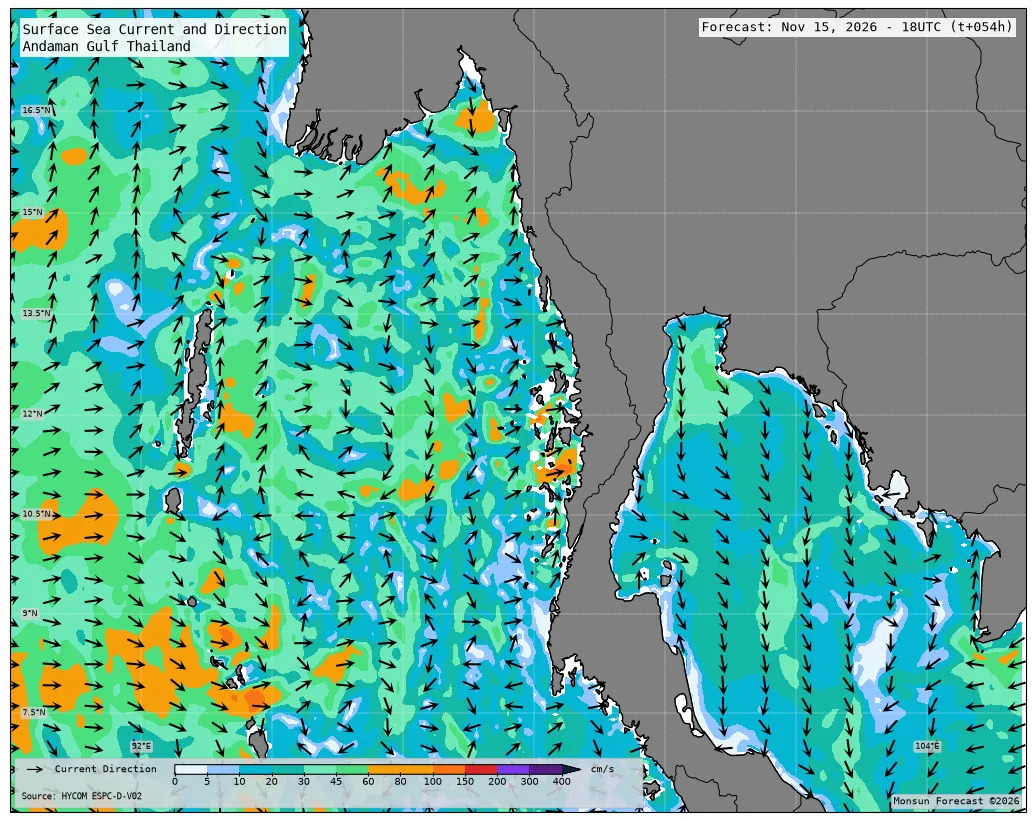 Surface Sea Current and Direction
Andaman Gulf Thailand
Forecast: Nov 15, 2026 - 18UTC (t+054h)
16.5°N
15°N
13.5°N
12°N
10.5°N
9°N
7.5°N
92°E
104°E
Current Direction
0 5 10 20 30 45 60 80 100 150 200 300 400 cm/s
Source: HYCOM ESPC-D-V02
Monsun Forecast ©2026